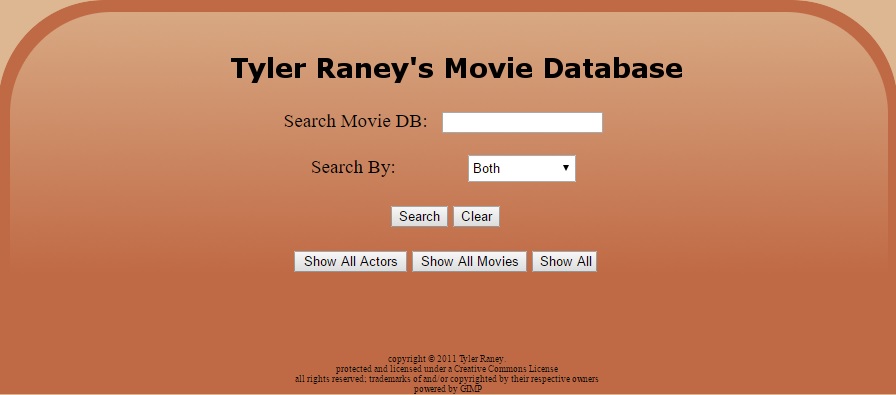 Tyler Raney's Movie Database
Search Movie DB:
Search By: Both
Search Clear
Show All Actors Show All Movies Show All
copyright © 2011 Tyler Raney.
protected and licensed under a Creative Commons License
all rights reserved; trademarks of and/or copyrighted by their respective owners
powered by GIMP